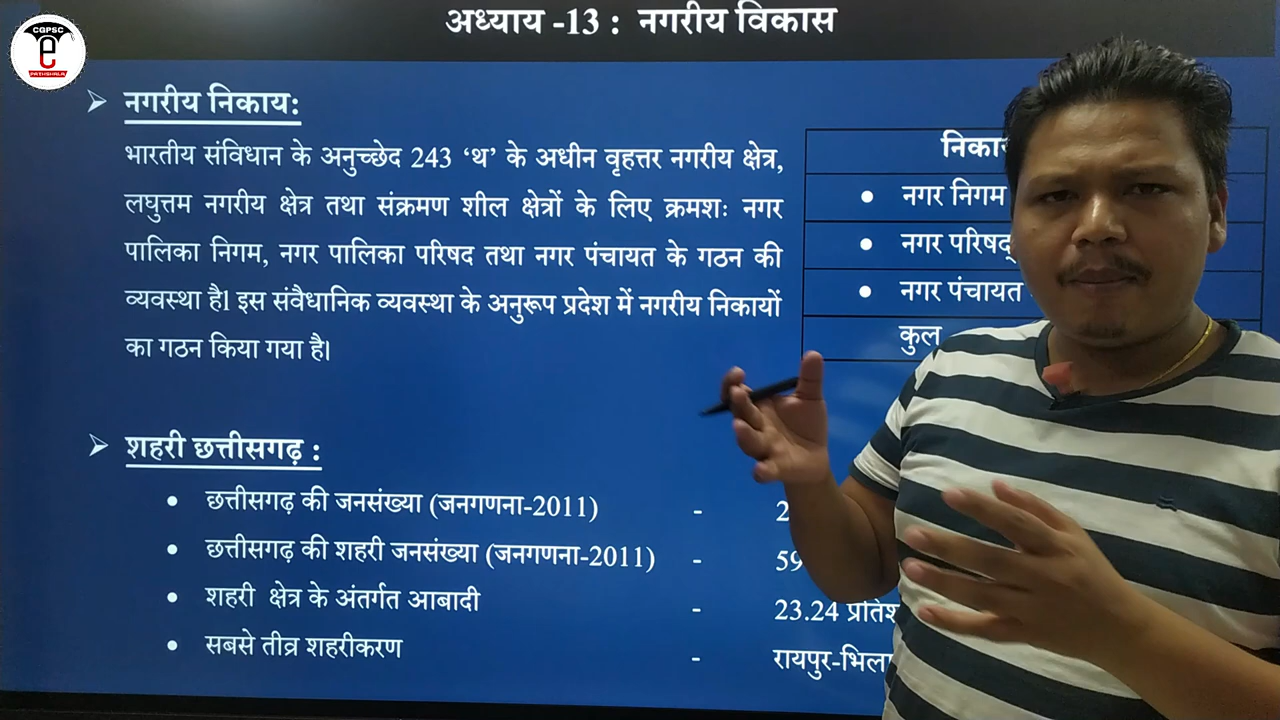 CGPSC
e
PATHSHALA
अध्याय -13 : नगरीय विकास
➢ नगरीय निकाय:
भारतीय संविधान के अनुच्छेद 243 ‘थ’ के अधीन वृहत्तर नगरीय क्षेत्र,
लघुत्तम नगरीय क्षेत्र तथा संक्रमण शील क्षेत्रों के लिए क्रमशः नगर
पालिका निगम, नगर पालिका परिषद तथा नगर पंचायत के गठन की
व्यवस्था है। इस संवैधानिक व्यवस्था के अनुरूप प्रदेश में नगरीय निकायों
का गठन किया गया है।
• नगर निगम
• नगर परिषद्
• नगर पंचायत
कुल
➢ शहरी छत्तीसगढ़ :
• छत्तीसगढ़ की जनसंख्या (जनगणना-2011) - 2
• छत्तीसगढ़ की शहरी जनसंख्या (जनगणना-2011) - 59
• शहरी क्षेत्र के अंतर्गत आबादी - 23.24
• सबसे तीव्र शहरीकरण -